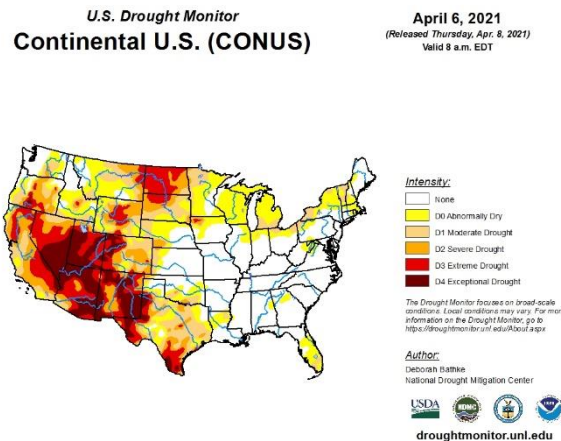 U.S. Drought Monitor
Continental U.S. (CONUS)
April 6, 2021
(Released Thursday, Apr. 8, 2021)
Valid 8 a.m. EDT
Intensity:
None
D0 Abnormally Dry
D1 Moderate Drought
D2 Severe Drought
D3 Extreme Drought
D4 Exceptional Drought
The Drought Monitor focuses on broad-scale
conditions. Local conditions may vary. For more
information on the Drought Monitor, go to
https://droughtmonitor.unl.edu/About.aspx
Author:
Deborah Bathke
National Drought Mitigation Center
USDA
NDMC
droughtmonitor.unl.edu